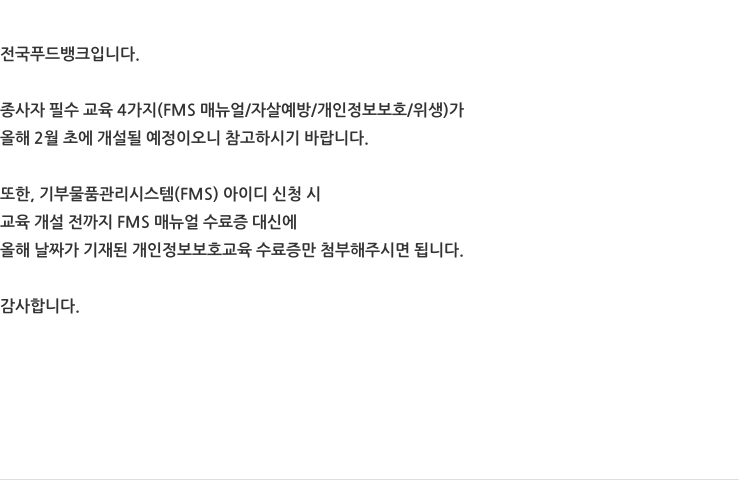 전국푸드뱅크입니다.
종사자 필수 교육 4가지(FMS 매뉴얼/자살예방/개인정보보호/위생)가
올해 2월 초에 개설될 예정이오니 참고하시기 바랍니다.
또한, 기부물품관리시스템(FMS) 아이디 신청 시
교육 개설 전까지 FMS 매뉴얼 수료증 대신에
올해 날짜가 기재된 개인정보보호교육 수료증만 첨부해주시면 됩니다.
감사합니다.